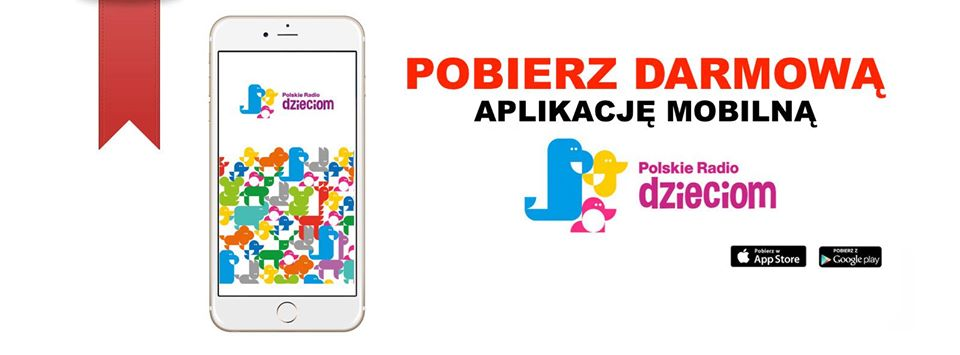 Polskie Radio
dzieciom
POBIERZ DARMOWĄ
APLIKACJĘ MOBILNĄ
Polskie Radio
dzieciom
Pobierz w
App Store
POBIERZ Z
Google play